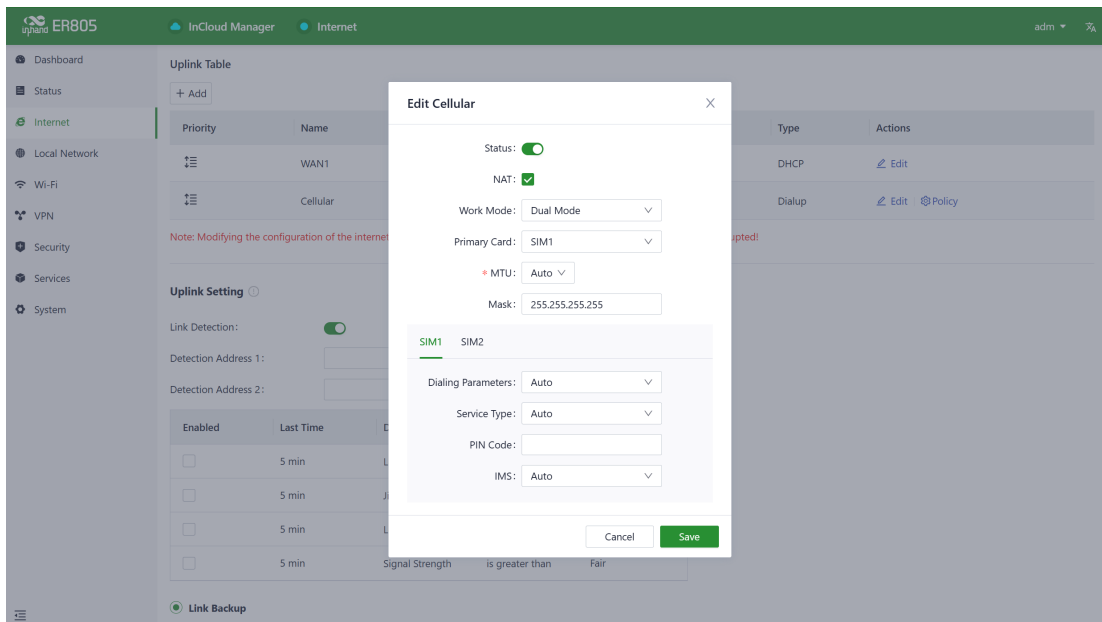 inhand ER805 InCloud Manager Internet adm
Dashboard
Status
Internet
Local Network
Wi-Fi
VPN
Security
Services
System
Uplink Table
+ Add
Priority Name Type Actions
WAN1 DHCP Edit
Cellular Dialup Edit Policy
Note: Modifying the configuration of the internet upted!
Uplink Setting
Link Detection:
Detection Address 1:
Detection Address 2:
Enabled Last Time
5 min
5 min
5 min
5 min Signal Strength is greater than Fair
Link Backup
Edit Cellular
Status:
NAT:
Work Mode: Dual Mode
Primary Card: SIM1
* MTU: Auto
Mask: 255.255.255.255
SIM1 SIM2
Dialing Parameters: Auto
Service Type: Auto
PIN Code:
IMS: Auto
Cancel Save